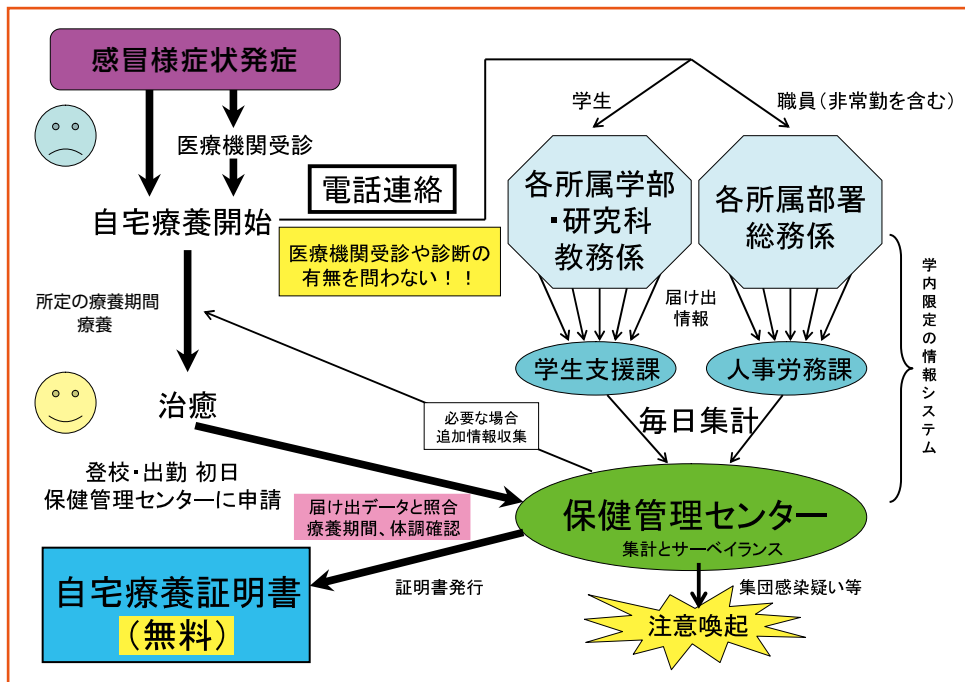 感冒様症状発症
医療機関受診
自宅療養開始
電話連絡
医療機関受診や診断の
有無を問わない！！
学生
職員（非常勤を含む）
各所属学部
・研究科
教務係
各所属部署
総務係
届け出
情報
学生支援課
人事労務課
学内限定の情報システム
所定の療養期間
療養
治癒
必要な場合
追加情報収集
毎日集計
登校・出勤 初日
保健管理センターに申請
届け出データと照合
療養期間、体調確認
保健管理センター
集計とサーベイランス
自宅療養証明書
（無料）
証明書発行
集団感染疑い等
注意喚起